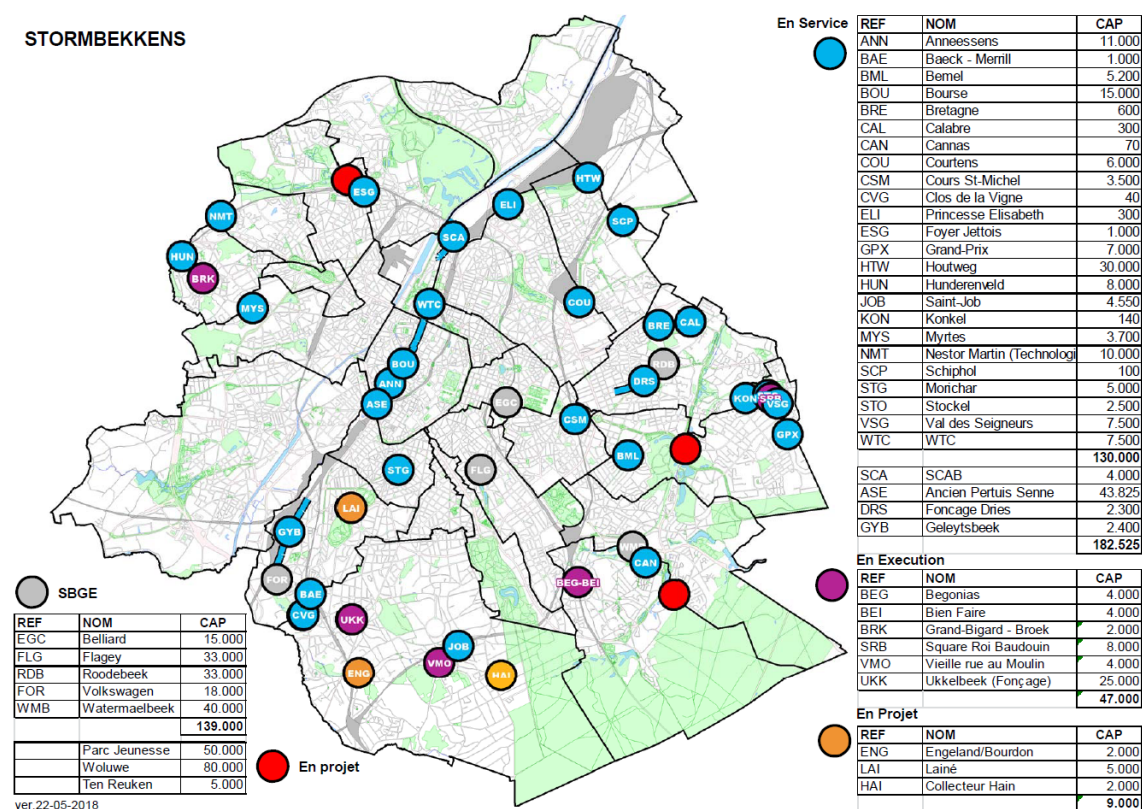 STORMBEKKENS
En Service
REF NOM CAP
ANN Anneessens 11.000
BAE Baeck - Merrill 1.000
BML Bemel 5.200
BOU Bourse 15.000
BRE Bretagne 600
CAL Calabre 300
CAN Cannas 70
COU Courtens 6.000
CSM Cours St-Michel 3.500
CVG Clos de la Vigne 40
ELI Princesse Elisabeth 300
ESG Foyer Jettois 1.000
GPX Grand-Prix 7.000
HTW Houtweg 30.000
HUN Hunderenveld 8.000
JOB Saint-Job 4.550
KON Konkel 140
MYS Myrtes 3.700
NMT Nestor Martin (Technologi 10.000
SCP Schiphol 100
STG Morichar 5.000
STO Stockel 2.500
VSG Val des Seigneurs 7.500
WTC WTC 7.500
130.000
SCA SCAB 4.000
ASE Ancien Pertuis Senne 43.825
DRS Foncage Dries 2.300
GYB Geleytsbeek 2.400
182.525
En Execution
REF NOM CAP
BEG Begonias 4.000
BEI Bien Faire 4.000
BRK Grand-Bigard - Broek 2.000
SRB Square Roi Baudouin 8.000
VMO Vieille rue au Moulin 4.000
UKK Ukkelbeek (Fonçage) 25.000
47.000
En Projet
REF NOM CAP
ENG Engeland/Bourdon 2.000
LAI Lainé 5.000
HAI Collecteur Hain 2.000
9.000
ESG
HTW
NMT
ELI
SCP
SCA
HUN
BRK
MYS
WTC
COU
BRE
CAL
BOU
RDB
ANN
DRS
ASE
EGC
KON
SRB
VSG
CSM
GPX
BML
STG
FLG
LAI
GYB
CAN
FOR
BEG-BEI
BAE
CVG
UKK
JOB
VMO
ENG
HAI
SBGE
REF NOM CAP
EGC Belliard 15.000
FLG Flagey 33.000
RDB Roodebeek 33.000
FOR Volkswagen 18.000
WMB Watermaelbeek 40.000
139.000
Parc Jeunesse 50.000
Woluwe 80.000
Ten Reuken 5.000
En projet
ver.22-05-2018